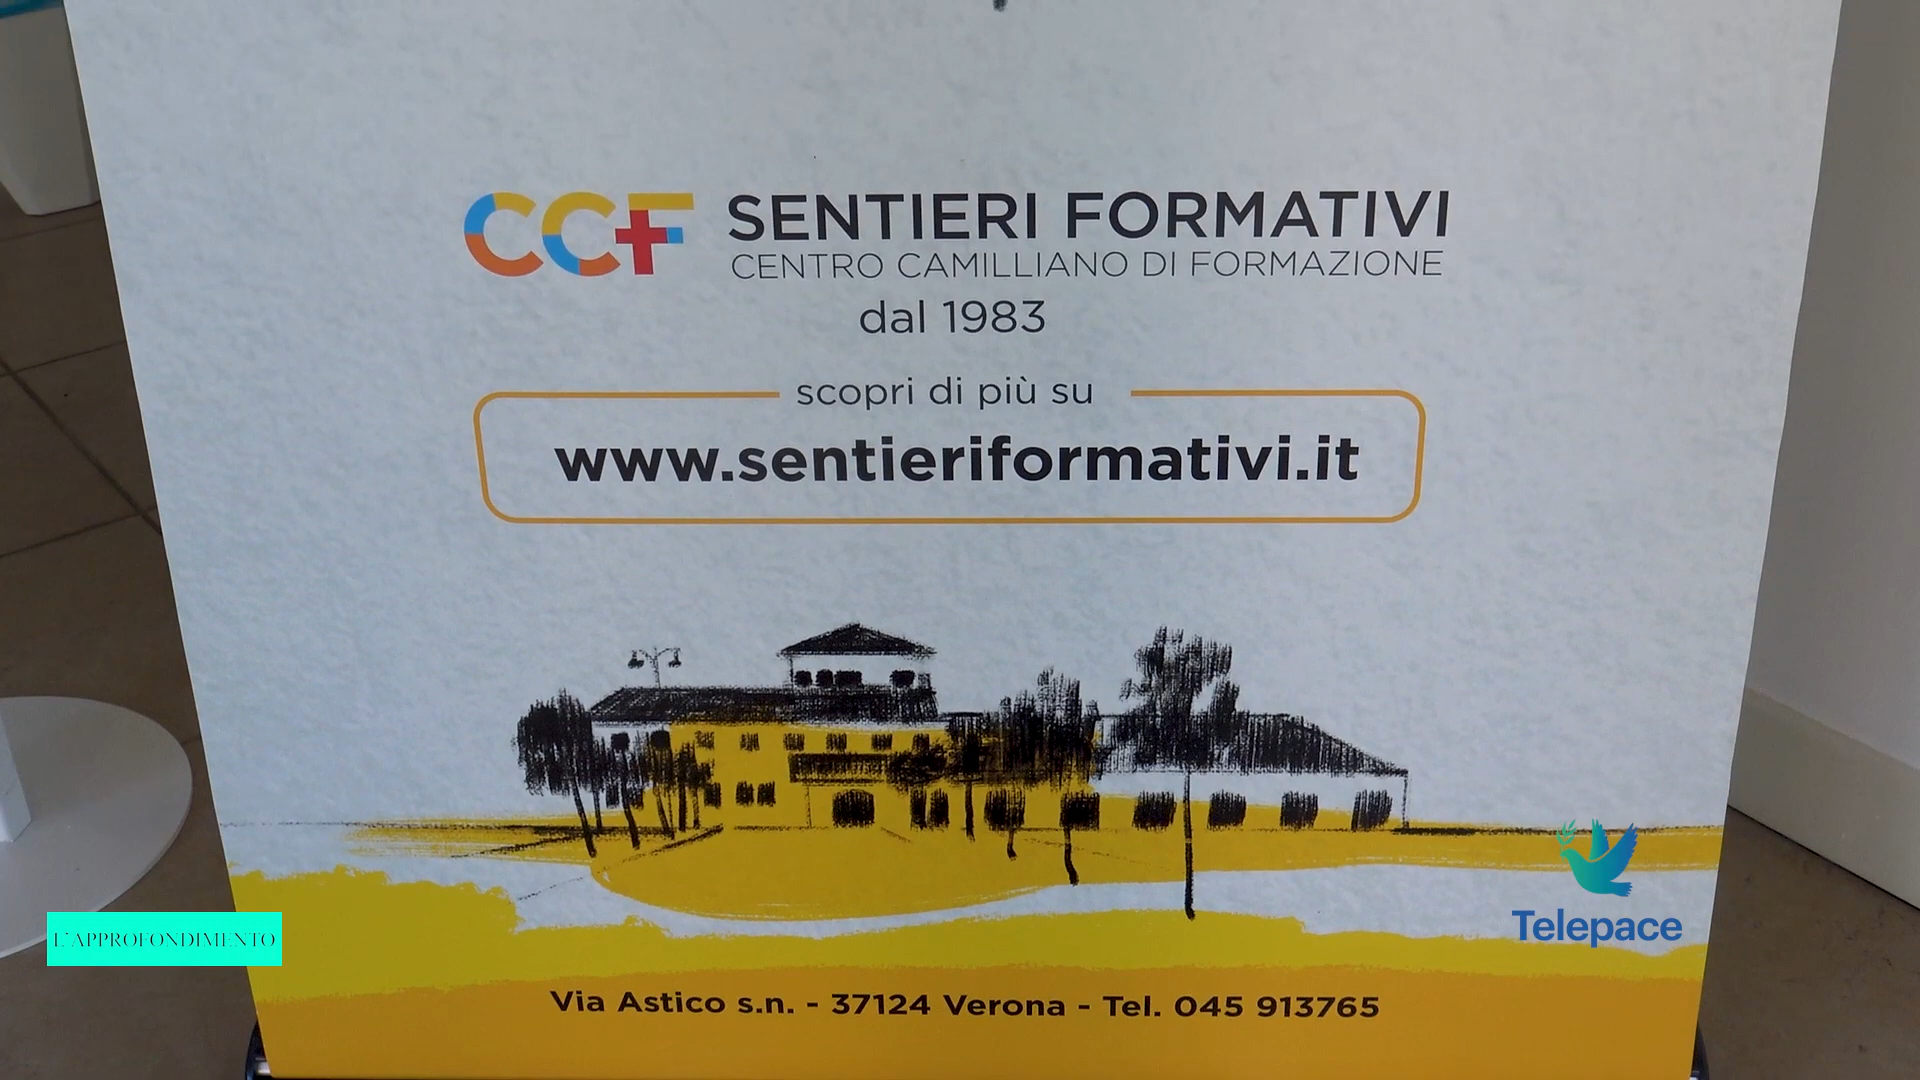 CCF SENTIERI FORMATIVI
CENTRO CAMILLIANO DI FORMAZIONE
dal 1983
scopri di più su
www.sentieriformativi.it
Telepace
L'APPROFONDIMENTO
Via Astico s.n. - 37124 Verona - Tel. 045 913765